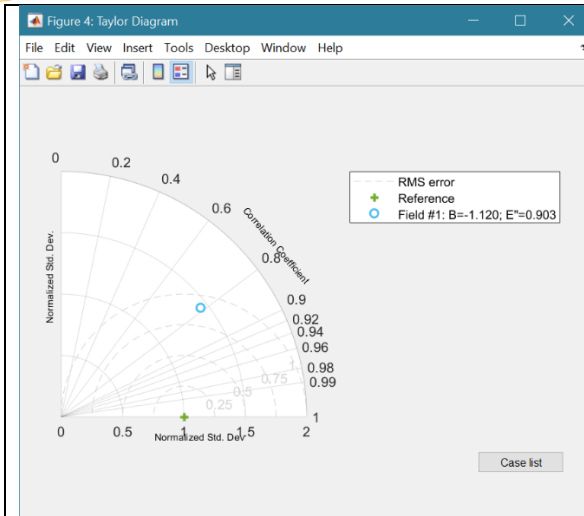 Figure 4: Taylor Diagram
File Edit View Insert Tools Desktop Window Help
0
0.2
0.4
0.6
0.8
0.9
0.92
0.94
0.96
0.98
0.99
1
Correlation Coefficient
Normalized Std. Dev.
0.25
0.5
0.75
1
0 0.5 1 1.5 2
Normalized Std. Dev.
RMS error
Reference
Field #1: B=-1.120; E"=0.903
Case list